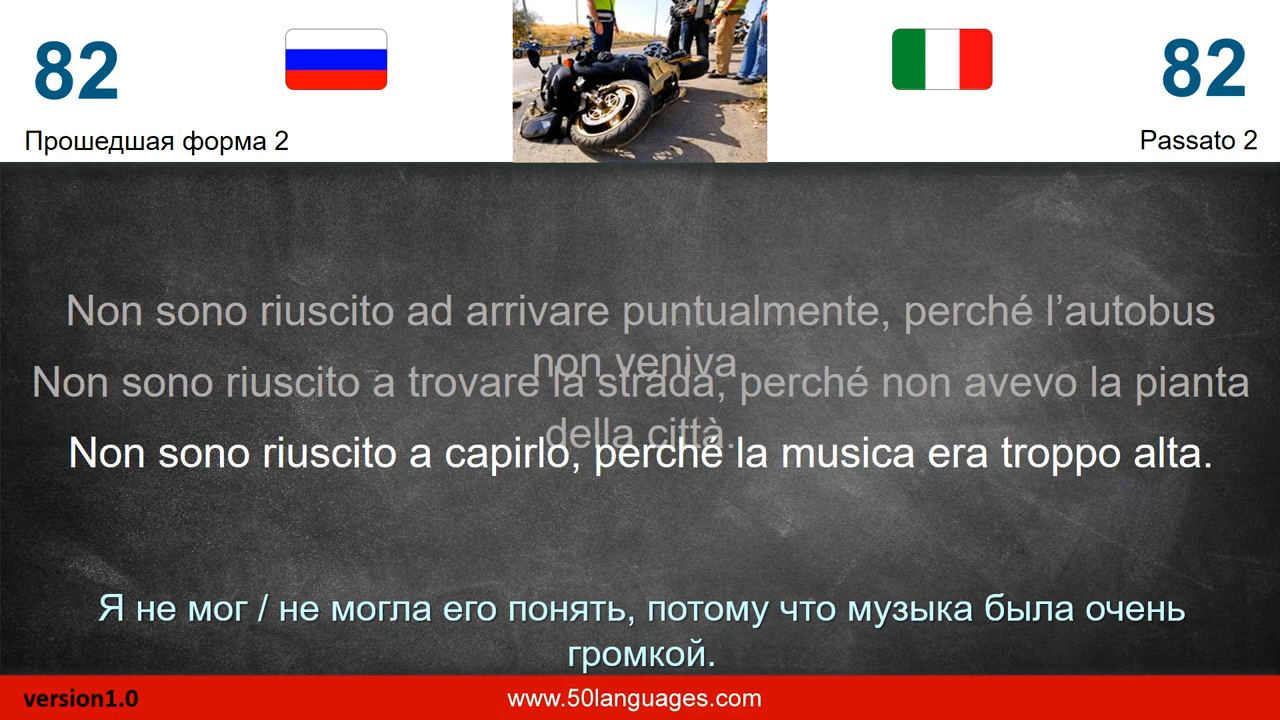 82
82
Прошедшая форма 2
Passato 2
Non sono riuscito ad arrivare puntualmente, perché l’autobus
non veniva.
Non sono riuscito a trovare la strada, perché non avevo la pianta
della città.
Non sono riuscito a capirlo, perché la musica era troppo alta.
Я не мог / не могла его понять, потому что музыка была очень
громкой.
version1.0
www.50languages.com